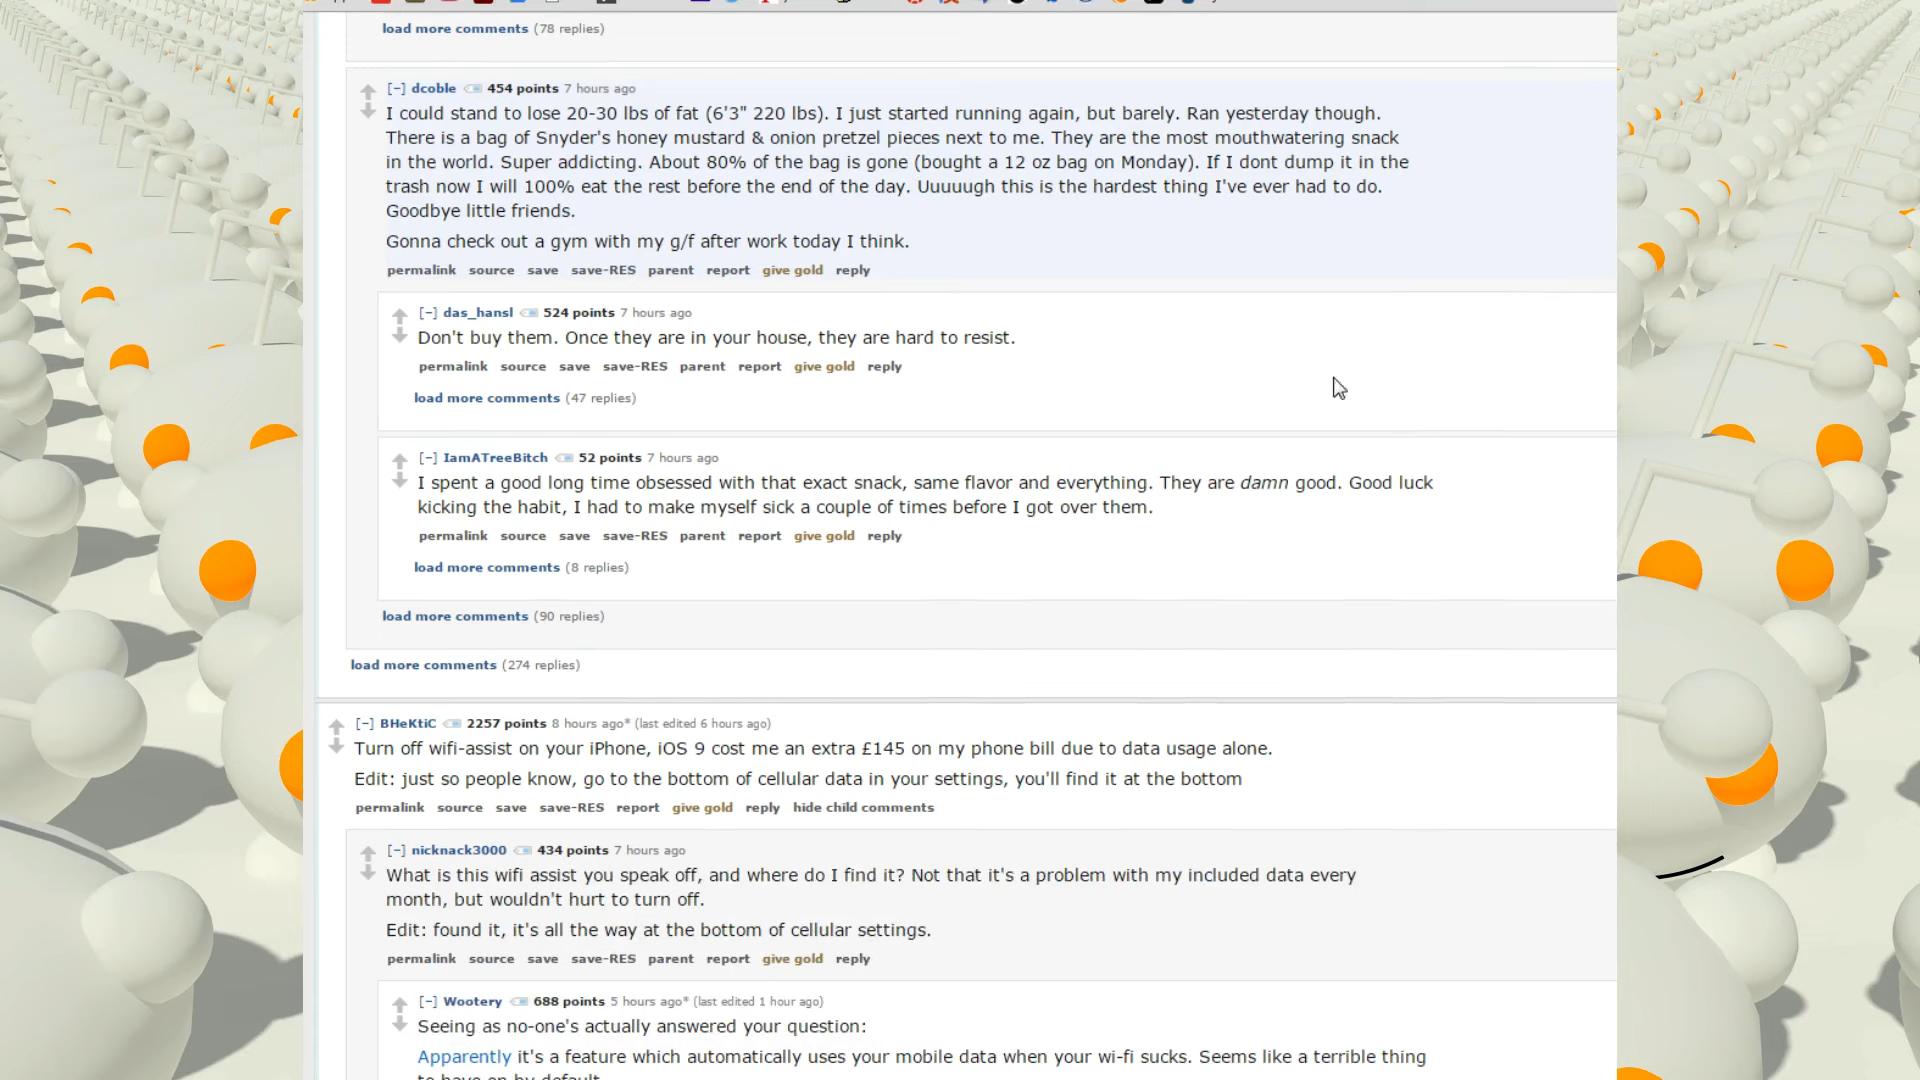 load more comments (78 replies)
[–] dcoble 454 points 7 hours ago
I could stand to lose 20-30 lbs of fat (6'3" 220 lbs). I just started running again, but barely. Ran yesterday though.
There is a bag of Snyder's honey mustard & onion pretzel pieces next to me. They are the most mouthwatering snack
in the world. Super addicting. About 80% of the bag is gone (bought a 12 oz bag on Monday). If I dont dump it in the
trash now I will 100% eat the rest before the end of the day. Uuuuugh this is the hardest thing I've ever had to do.
Goodbye little friends.
Gonna check out a gym with my g/f after work today I think.
permalink source save save-RES parent report give gold reply
[–] das_hansl 524 points 7 hours ago
Don't buy them. Once they are in your house, they are hard to resist.
permalink source save save-RES parent report give gold reply
load more comments (47 replies)
[–] IamATreeBitch 52 points 7 hours ago
I spent a good long time obsessed with that exact snack, same flavor and everything. They are damn good. Good luck
kicking the habit, I had to make myself sick a couple of times before I got over them.
permalink source save save-RES parent report give gold reply
load more comments (8 replies)
load more comments (90 replies)
load more comments (274 replies)
[–] BHeKtiC 2257 points 8 hours ago* (last edited 6 hours ago)
Turn off wifi-assist on your iPhone, iOS 9 cost me an extra £145 on my phone bill due to data usage alone.
Edit: just so people know, go to the bottom of cellular data in your settings, you'll find it at the bottom
permalink source save save-RES report give gold reply hide child comments
[–] nicknack3000 434 points 7 hours ago
What is this wifi assist you speak off, and where do I find it? Not that it's a problem with my included data every
month, but wouldn't hurt to turn off.
Edit: found it, it's all the way at the bottom of cellular settings.
permalink source save save-RES parent report give gold reply
[–] Wootery 688 points 5 hours ago* (last edited 1 hour ago)
Seeing as no-one's actually answered your question:
Apparently it's a feature which automatically uses your mobile data when your wi-fi sucks. Seems like a terrible thing
to have on by default.